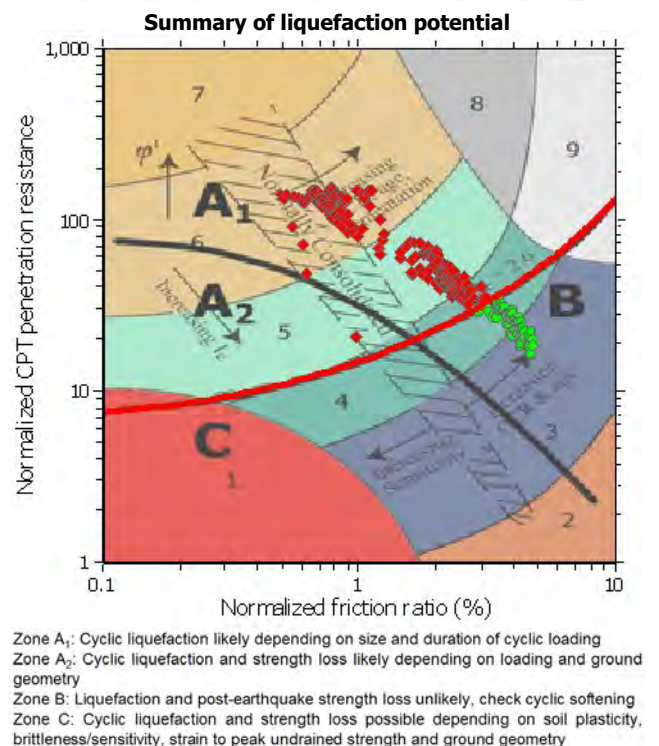 Summary of liquefaction potential
1,000
7
8
9
φ'
A1
Normally Consolidated
100
6
A2
B
Increasing Ic
5
10
4
3
C
1
Increasing
Sensitivity
2
1
0.1
1
10
Normalized CPT penetration resistance
Normalized friction ratio (%)
Zone A1: Cyclic liquefaction likely depending on size and duration of cyclic loading
Zone A2: Cyclic liquefaction and strength loss likely depending on loading and ground
geometry
Zone B: Liquefaction and post-earthquake strength loss unlikely, check cyclic softening
Zone C: Cyclic liquefaction and strength loss possible depending on soil plasticity,
brittleness/sensitivity, strain to peak undrained strength and ground geometry